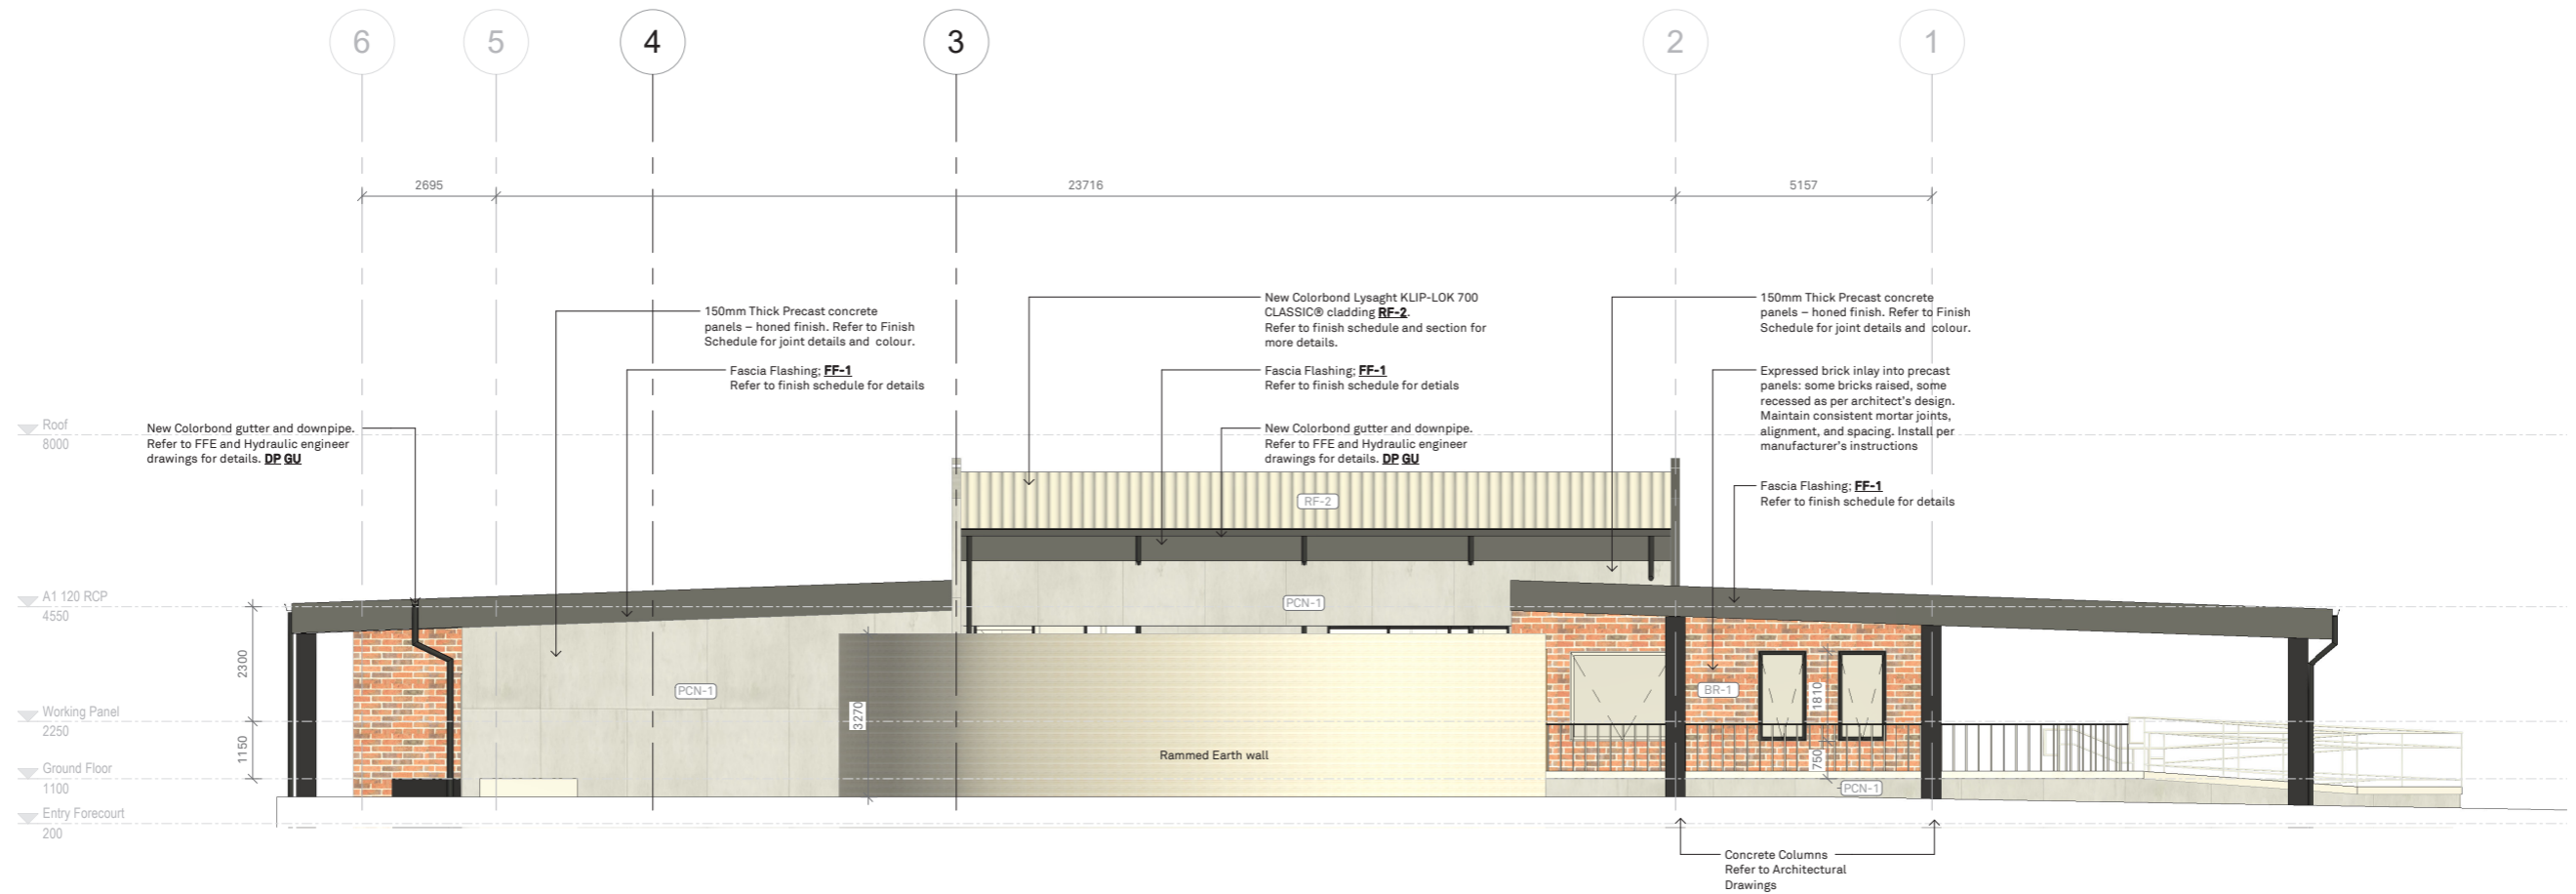 6
5
4
3
2
1
2695
23716
5157
150mm Thick Precast concrete
panels – honed finish. Refer to Finish
Schedule for joint details and colour.
Fascia Flashing; FF-1
Refer to finish schedule for details
New Colorbond gutter and downpipe.
Refer to FFE and Hydraulic engineer
drawings for details. DP GU
New Colorbond Lysaght KLIP-LOK 700
CLASSIC® cladding RF-2.
Refer to finish schedule and section for
more details.
Fascia Flashing; FF-1
Refer to finish schedule for detials
New Colorbond gutter and downpipe.
Refer to FFE and Hydraulic engineer
drawings for details. DP GU
150mm Thick Precast concrete
panels – honed finish. Refer to Finish
Schedule for joint details and colour.
Expressed brick inlay into precast
panels: some bricks raised, some
recessed as per architect's design.
Maintain consistent mortar joints,
alignment, and spacing. Install per
manufacturer's instructions
Fascia Flashing; FF-1
Refer to finish schedule for details
Roof
8000
A1 120 RCP
4550
Working Panel
2250
Ground Floor
1100
Entry Forecourt
200
2300
1150
RF-2
PCN-1
PCN-1
3270
Rammed Earth wall
BR-1
1810
750
PCN-1
Concrete Columns
Refer to Architectural
Drawings